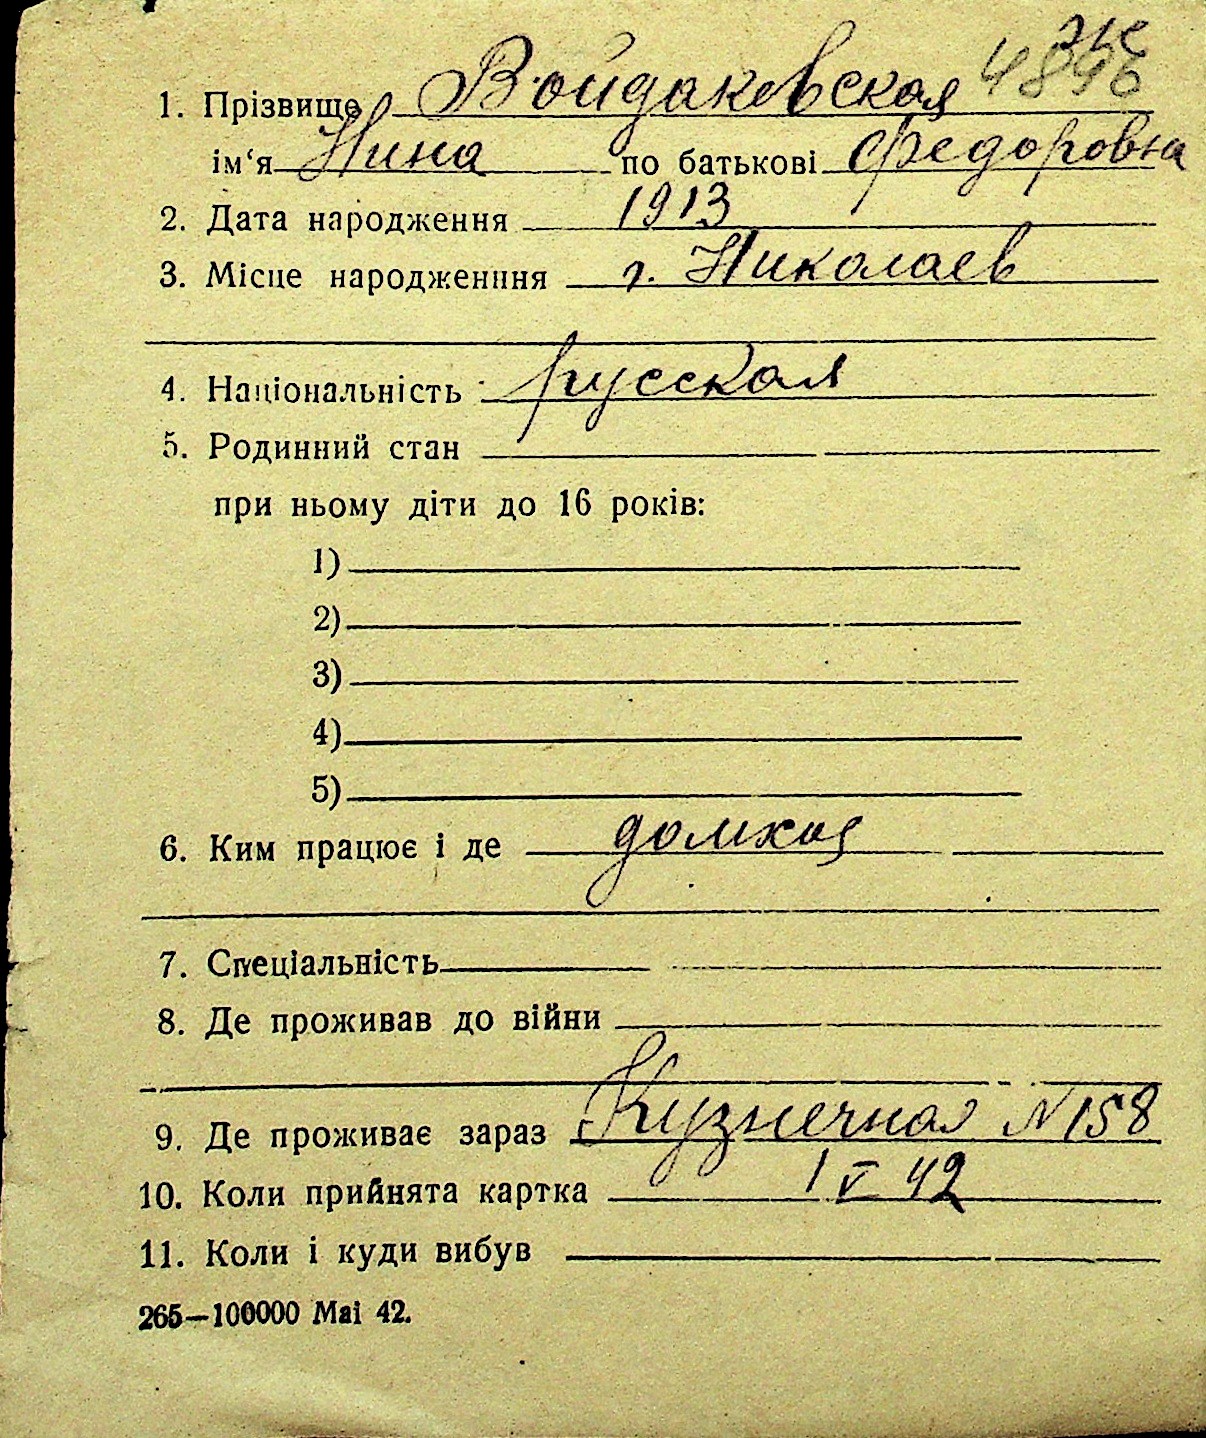 4896
1. Прізвище Войдаковская
ім'я Нина по батькові Федоровна
2. Дата народження 1913
3. Місце народженння г. Николаев
4. Національність русская
5. Родинний стан
при ньому діти до 16 років:
1)
2)
3)
4)
5)
6. Ким працює і де домхоз
7. Спеціальність
8. Де проживав до війни
9. Де проживає зараз Кузнечная N 158
10. Коли прийнята картка 1 V 42
11. Коли і куди вибув
265—100000 Mai 42.